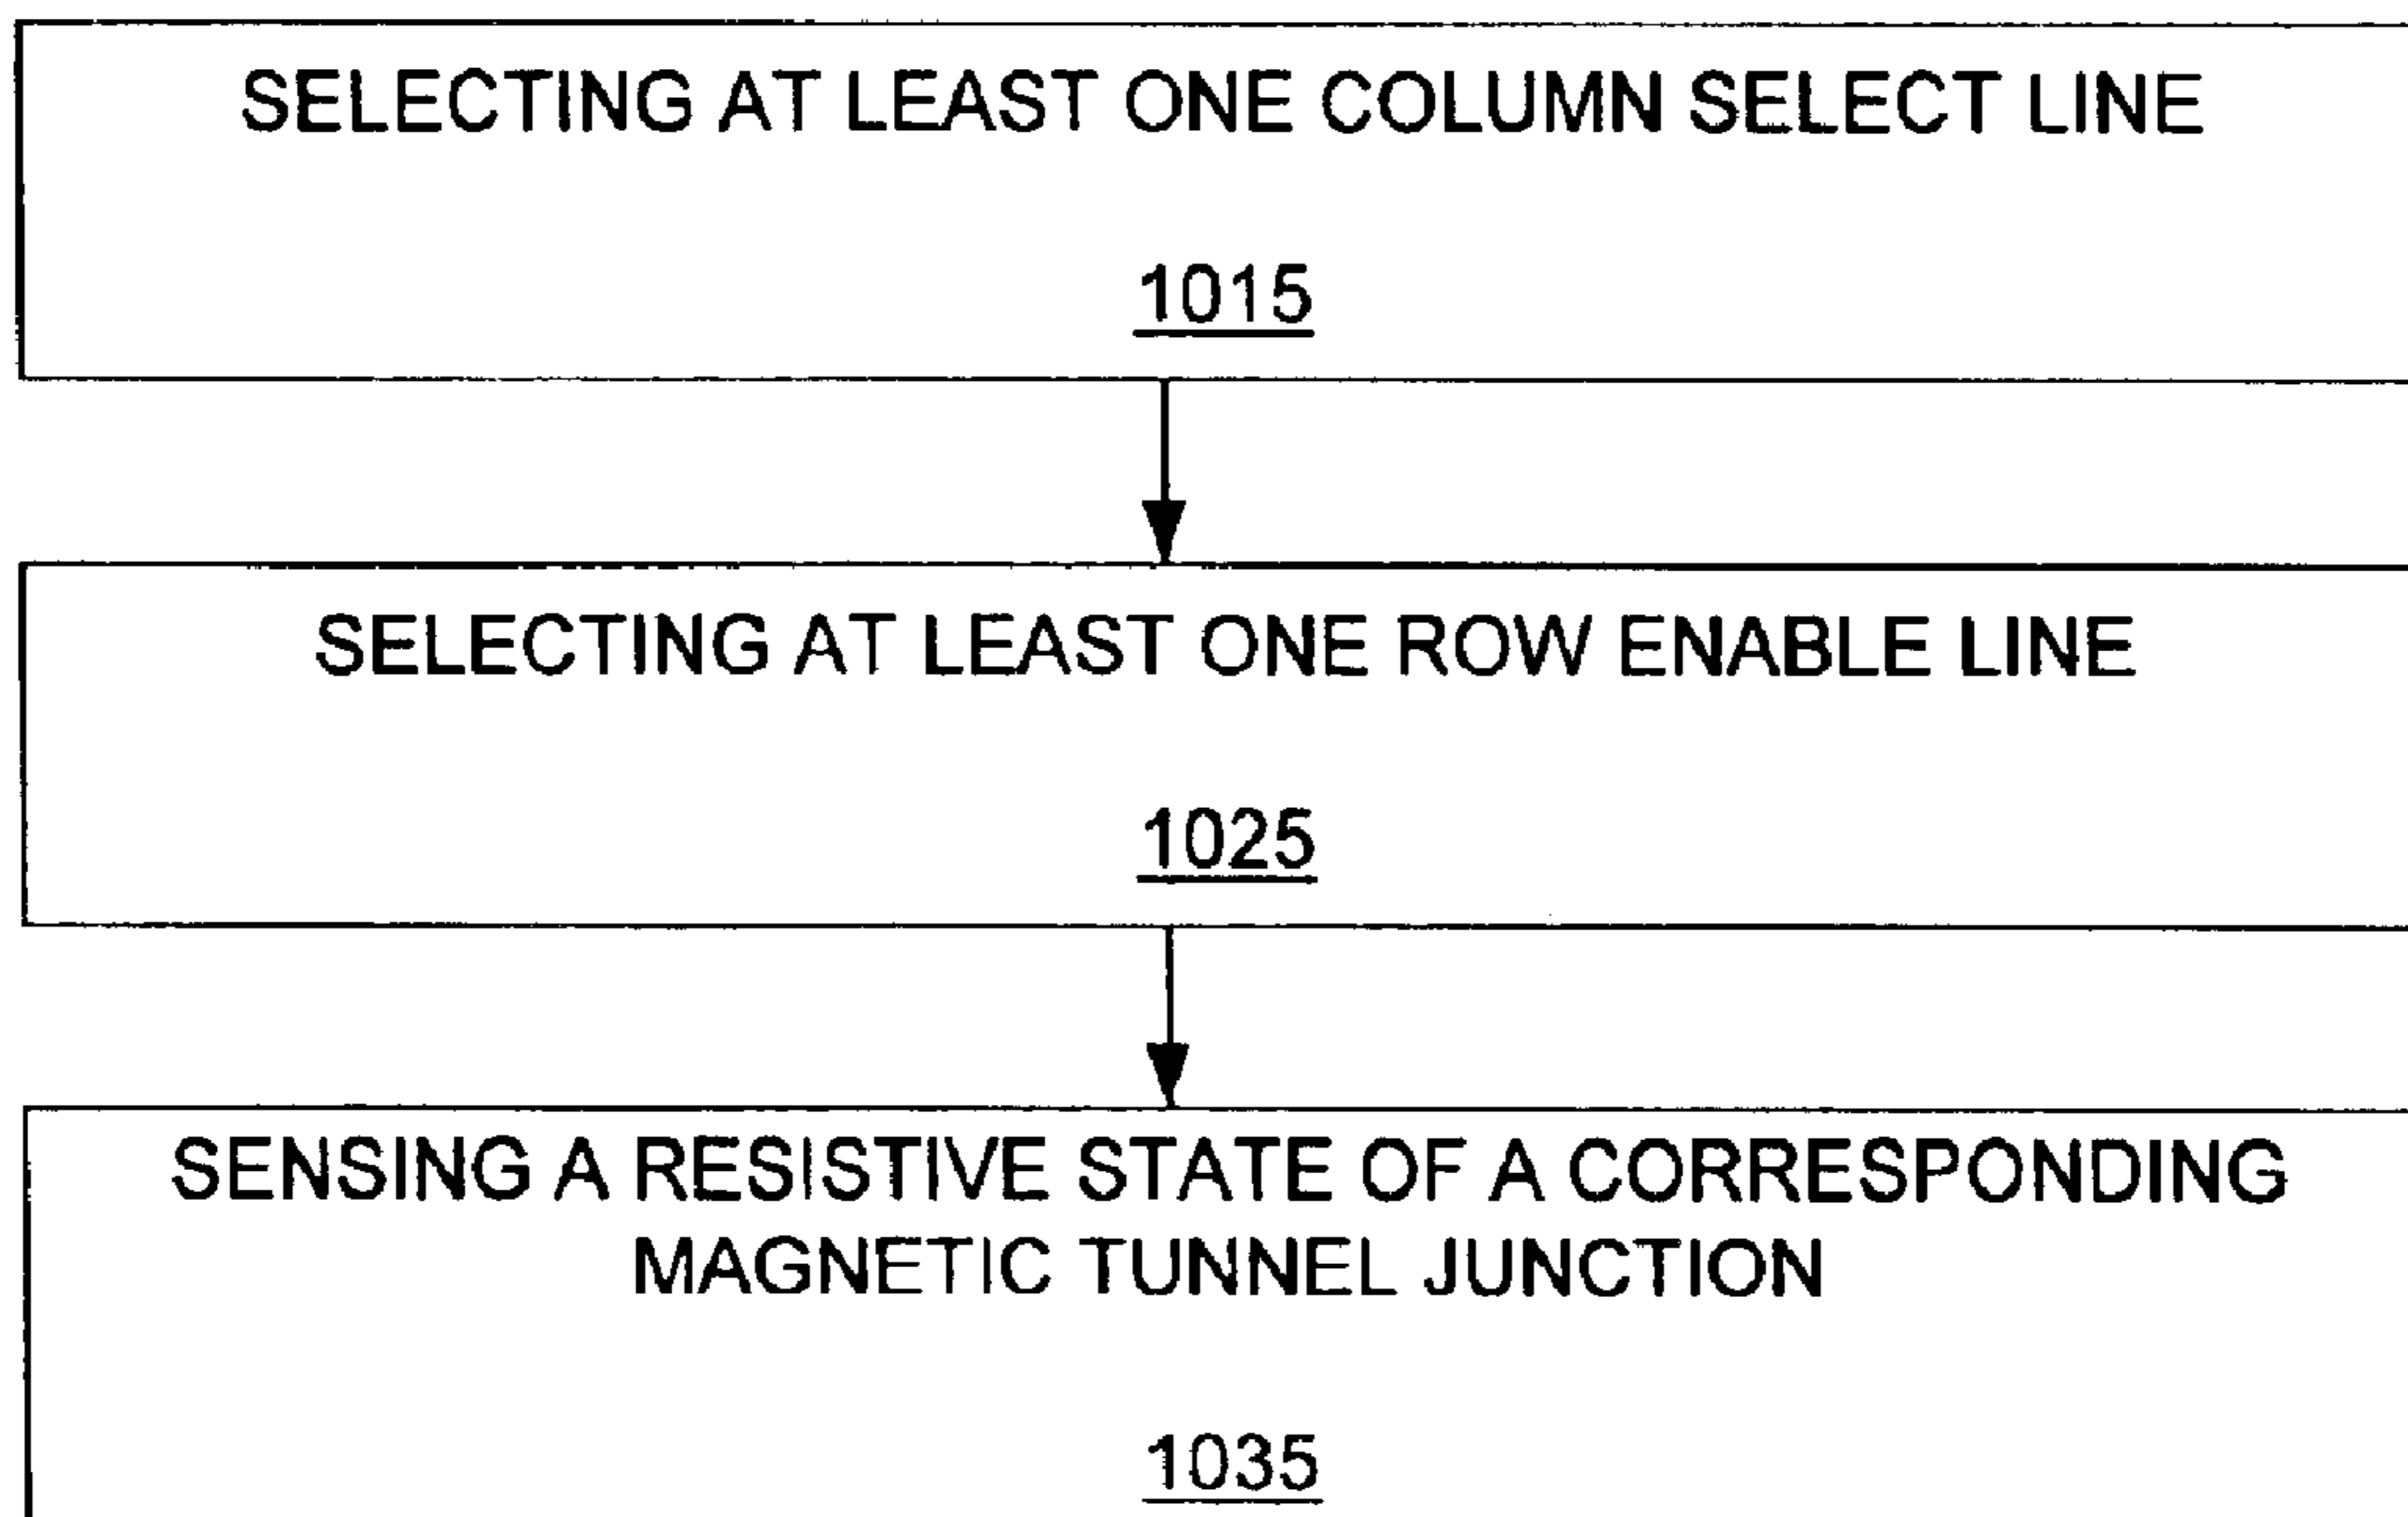 SELECTING AT LEAST ONE COLUMN SELECT LINE
1015
SELECTING AT LEAST ONE ROW ENABLE LINE
1025
SENSING A RESISTIVE STATE OF A CORRESPONDING
MAGNETIC TUNNEL JUNCTION
1035